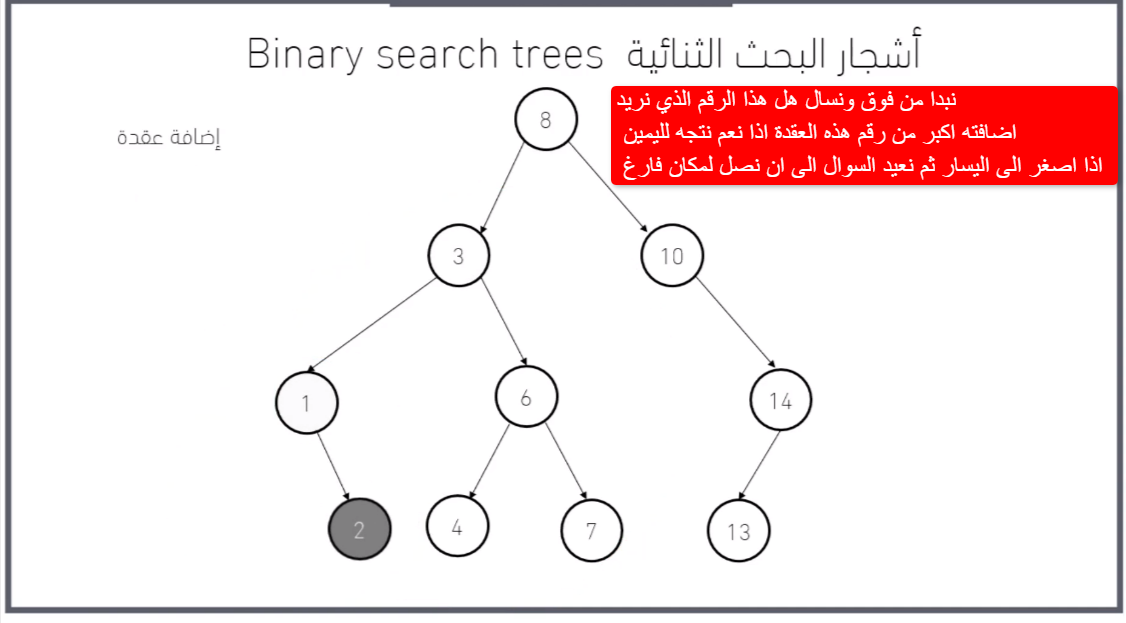 أشجار البحث الثنائية Binary search trees
نبدا من فوق ونسال هل هذا الرقم الذي نريد
اضافته اكبر من رقم هذه العقدة اذا نعم نتجه لليمين
اذا اصغر الى اليسار ثم نعيد السوال الى ان نصل لمكان فارغ
إضافة عقدة
8
3
10
1
6
14
2
4
7
13